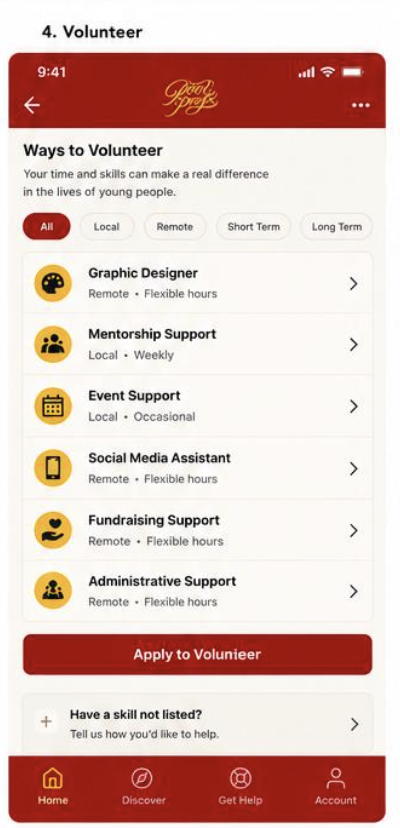 4. Volunteer
9:41
Pool
Props
Ways to Volunteer
Your time and skills can make a real difference
in the lives of young people.
All Local Remote Short Term Long Term
Graphic Designer
Remote • Flexible hours
Mentorship Support
Local • Weekly
Event Support
Local • Occasional
Social Media Assistant
Remote • Flexible hours
Fundraising Support
Remote • Flexible hours
Administrative Support
Remote • Flexible hours
Apply to Volunieer
Have a skill not listed?
Tell us how you'd like to help.
Home Discover Get Help Account